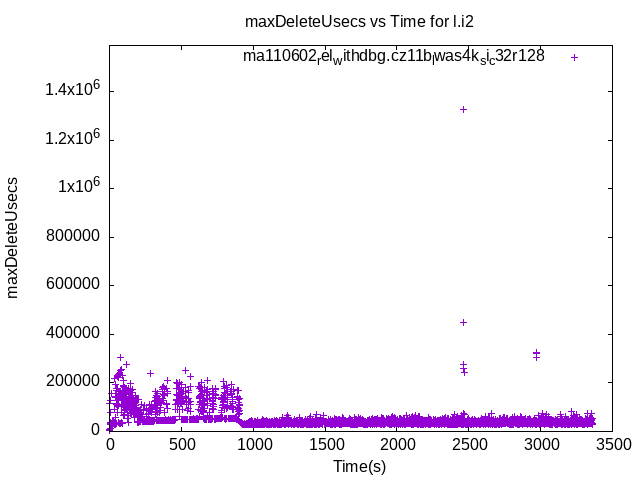 maxDeleteUsecs vs Time for l.i2
ma110602relwithdbg.cz11bwas4ksic32r128
1.4x10^6
1.2x10^6
1x10^6
800000
600000
400000
200000
0
maxDeleteUsecs
0 500 1000 1500 2000 2500 3000 3500
Time(s)